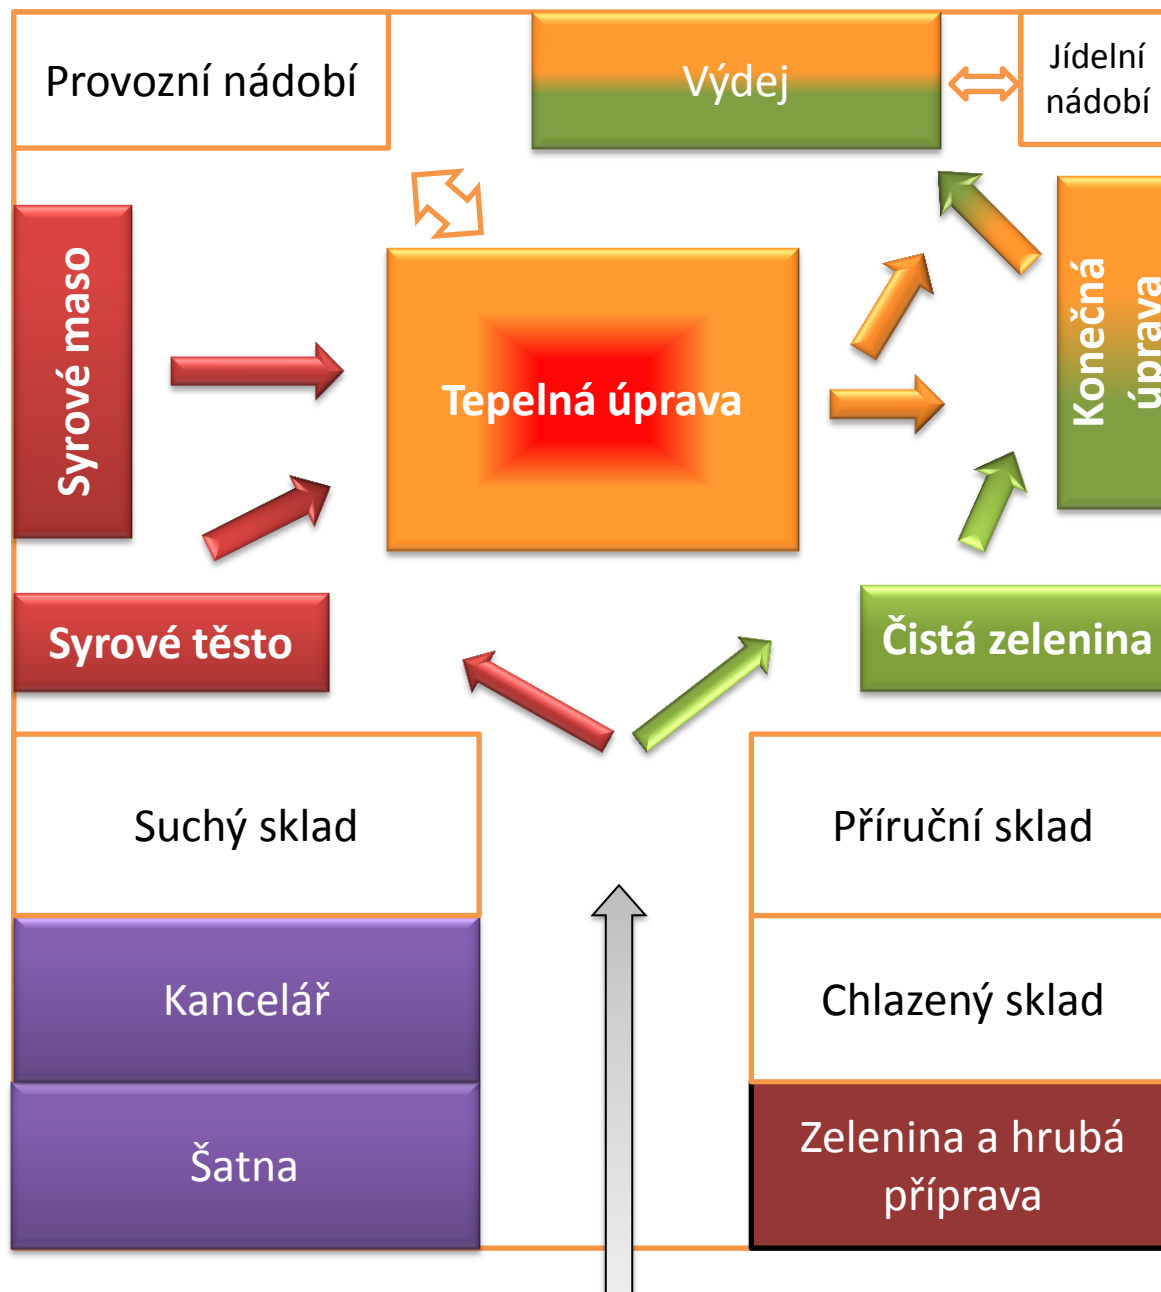 Provozní nádobí
Výdej
Jídelní
nádobí
Syrové maso
Tepelná úprava
Konečná
úprava
Syrové těsto
Čistá zelenina
Suchý sklad
Příruční sklad
Kancelář
Chlazený sklad
Šatna
Zelenina a hrubá
příprava